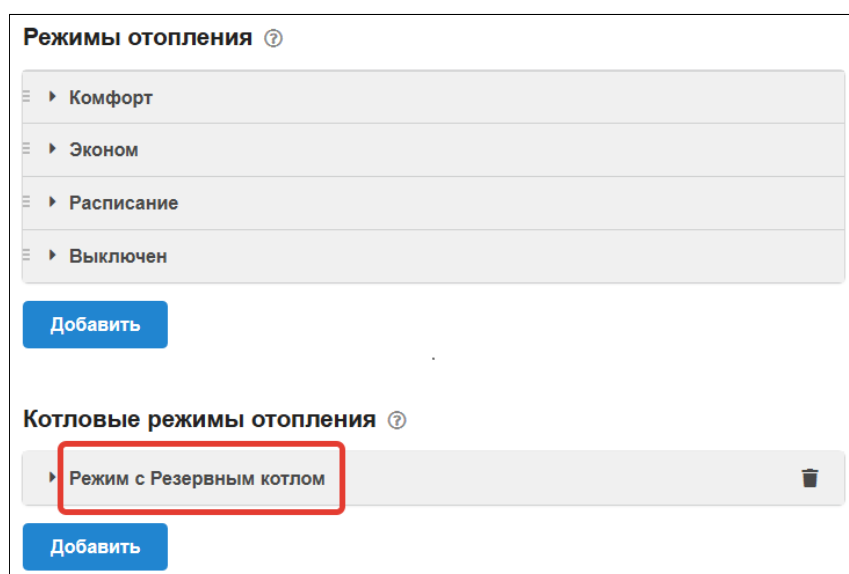 Режимы отопления ?
Комфорт
Эконом
Расписание
Выключен
Добавить
Котловые режимы отопления ?
Режим с Резервным котлом
Добавить